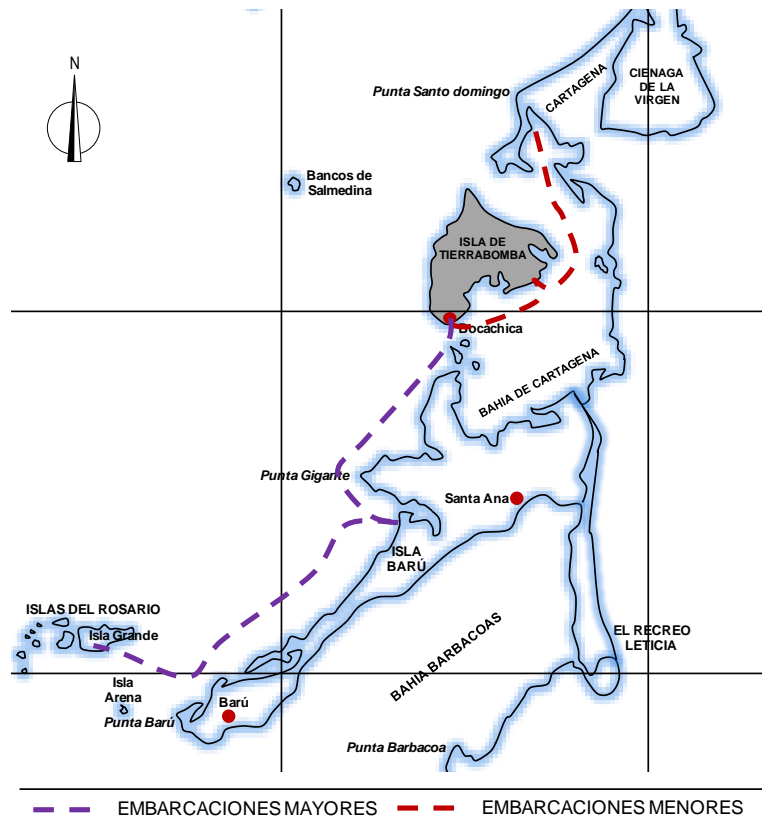 N
Punta Santo domingo
CARTAGENA
CIENAGA
DE LA
VIRGEN
Bancos de
Salmedina
ISLA DE
TIERRABOMBA
Bocachica
BAHIA DE CARTAGENA
Punta Gigante
Santa Ana
ISLA
BARÚ
ISLAS DEL ROSARIO
Isla Grande
EL RECREO
LETICIA
BAHIA BARBACOAS
Isla
Arena
Barú
Punta Barú
Punta Barbacoa
EMBARCACIONES MAYORES
EMBARCACIONES MENORES